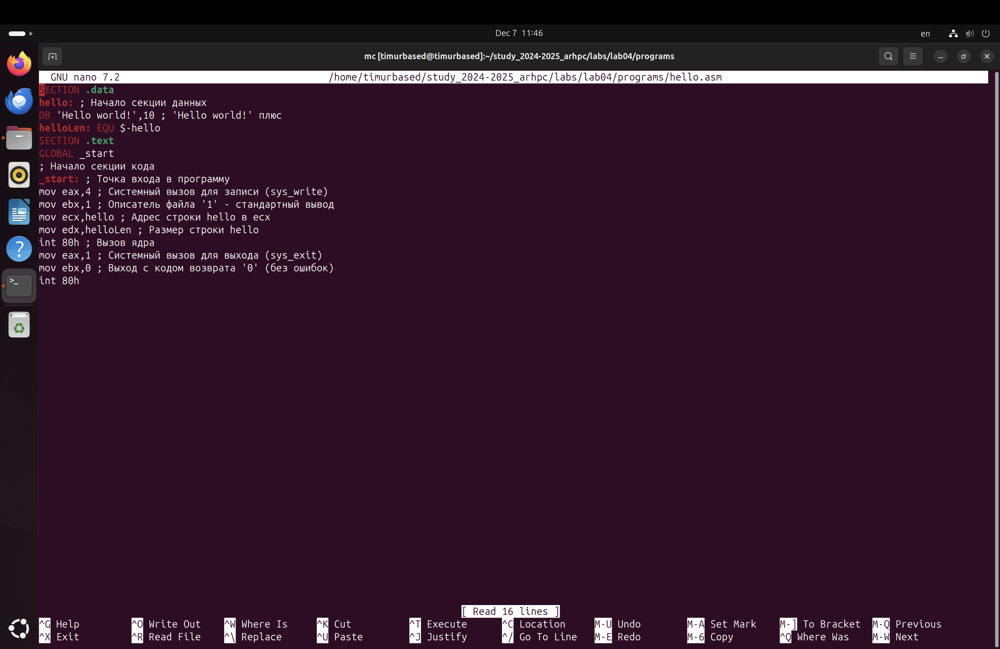 Dec 7 11:46
en
mc [timurbased@timurbased]:~/study_2024-2025_arhpc/labs/lab04/programs
GNU nano 7.2 /home/timurbased/study_2024-2025_arhpc/labs/lab04/programs/hello.asm
SECTION .data
hello: ; Начало секции данных
DB 'Hello world!',10 ; 'Hello world!' плюс
helloLen: EQU $-hello
SECTION .text
GLOBAL _start
; Начало секции кода
_start: ; Точка входа в программу
mov eax,4 ; Системный вызов для записи (sys_write)
mov ebx,1 ; Описатель файла '1' - стандартный вывод
mov ecx,hello ; Адрес строки hello в ecx
mov edx,helloLen ; Размер строки hello
int 80h ; Вызов ядра
mov eax,1 ; Системный вызов для выхода (sys_exit)
mov ebx,0 ; Выход с кодом возврата '0' (без ошибок)
int 80h
[ Read 16 lines ]
^G Help ^O Write Out ^W Where Is ^K Cut ^T Execute ^C Location M-U Undo M-A Set Mark M-] To Bracket M-Q Previous
^X Exit ^R Read File ^\ Replace ^U Paste ^J Justify ^/ Go To Line M-E Redo M-6 Copy ^Q Where Was M-W Next